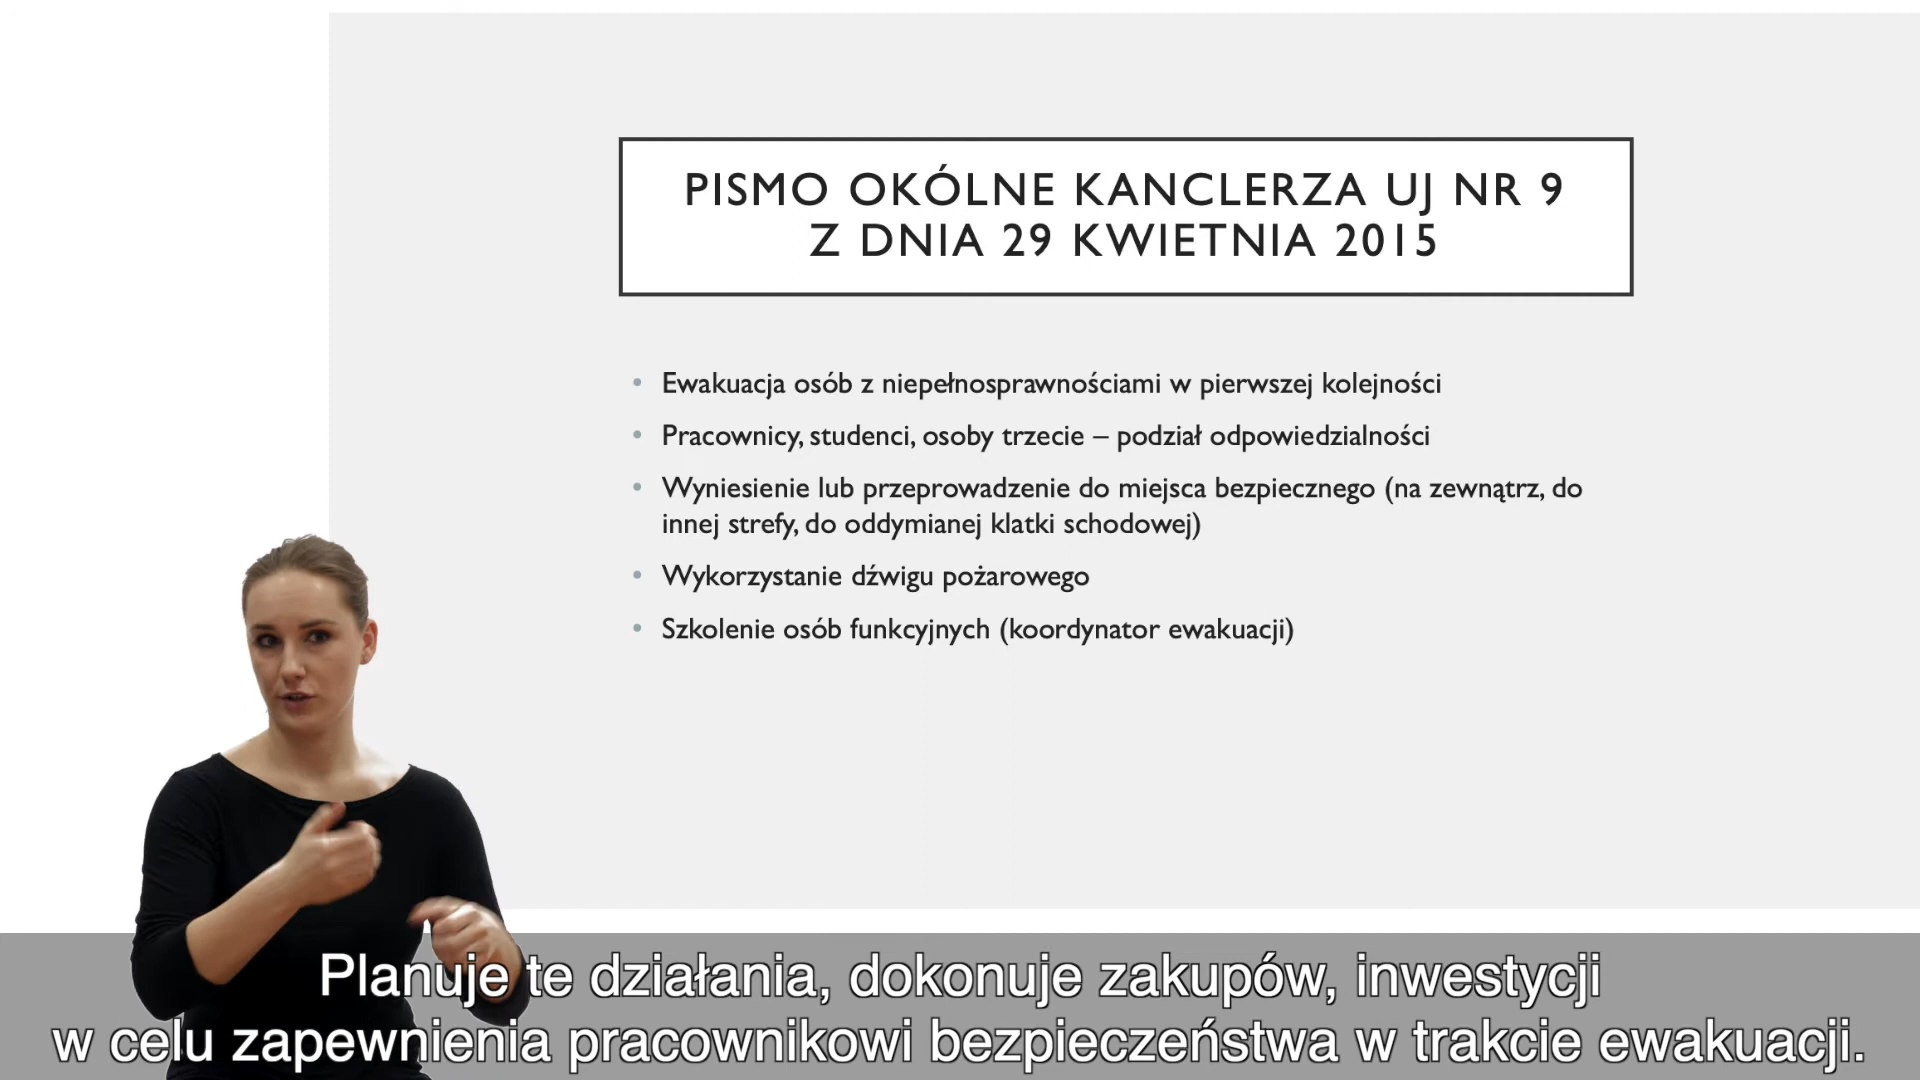 PISMO OKÓLNE KANCLERZA UJ NR 9
Z DNIA 29 KWIETNIA 2015
• Ewakuacja osób z niepełnosprawnościami w pierwszej kolejności
• Pracownicy, studenci, osoby trzecie – podział odpowiedzialności
• Wyniesienie lub przeprowadzenie do miejsca bezpiecznego (na zewnątrz, do
innej strefy, do oddymianej klatki schodowej)
• Wykorzystanie dźwigu pożarowego
• Szkolenie osób funkcyjnych (koordynator ewakuacji)
Planuje te działania, dokonuje zakupów, inwestycji
w celu zapewnienia pracownikowi bezpieczeństwa w trakcie ewakuacji.